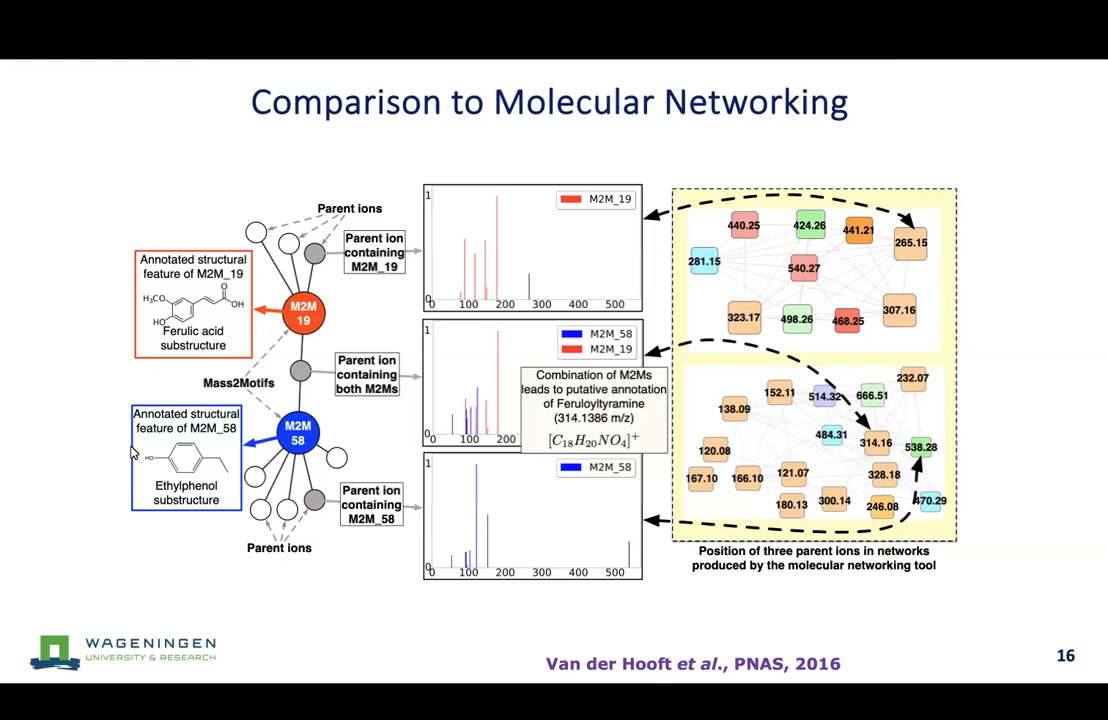 Comparison to Molecular Networking
Parent ions
Parent ion
containing
M2M_19
Annotated structural
feature of M2M_19
H₃C
O
O
OH
HO
Ferulic acid
substructure
M2M
19
Mass2Motifs
Parent ion
containing
both M2Ms
Annotated structural
feature of M2M_58
HO
Ethylphenol
substructure
M2M
58
Parent ion
containing
M2M_58
Parent ions
1
M2M_19
0
0 100 200 300 400 500
1
M2M_58
M2M_19
0
0 100 200
Combination of M2Ms
leads to putative annotation
of Feruloyltyramine
(314.1386 m/z)
[C₁₈H₂₀NO₄]⁺
1
M2M_58
0
0 100 200 300 400 500
440.25
424.26
441.21
265.15
281.15
540.27
323.17
498.26
468.25
307.16
232.07
152.11
514.32
666.51
138.09
484.31
314.16
538.28
120.08
167.10
166.10
121.07
328.18
180.13
300.14
246.08
470.29
Position of three parent ions in networks
produced by the molecular networking tool
WAGENINGEN
UNIVERSITY & RESEARCH
Van der Hooft et al., PNAS, 2016
16